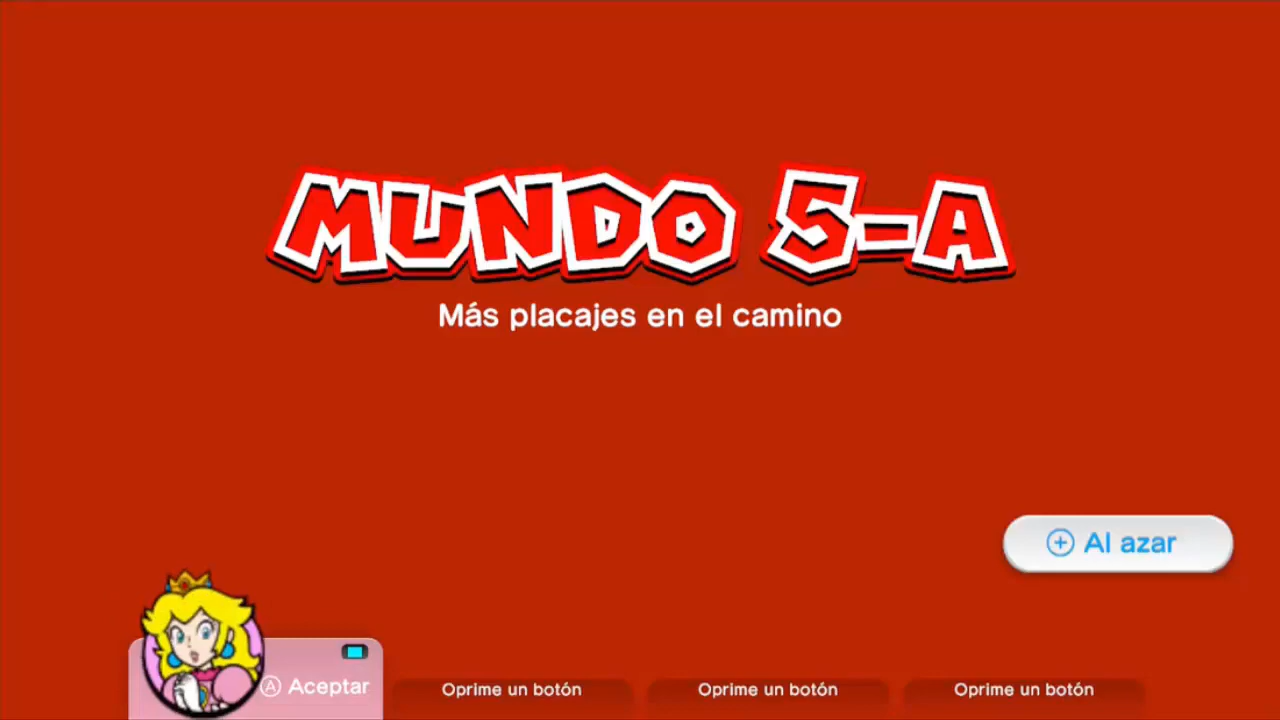 MUNDO 5-A
Más placajes en el camino
Al azar
Ⓐ Aceptar
Oprime un botón
Oprime un botón
Oprime un botón